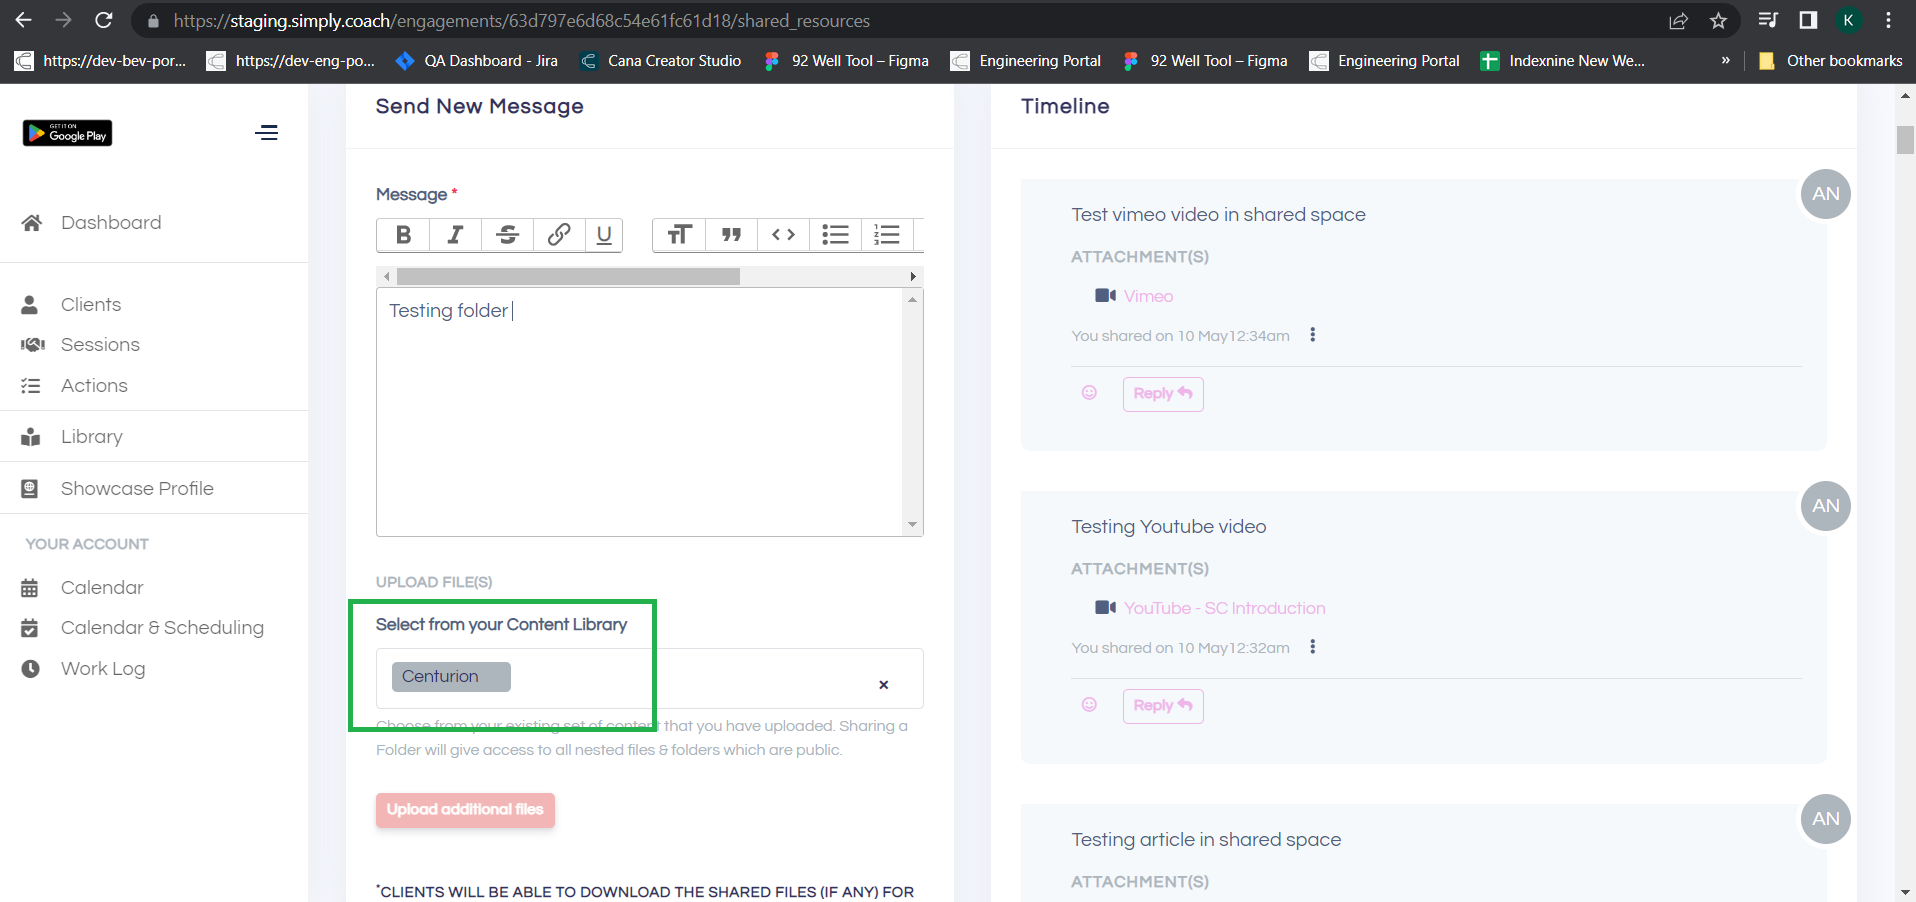 https://staging.simply.coach/engagements/63d797e6d68c54e61fc61d18/shared_resources
K
https://dev-bev-por...
https://dev-eng-po...
QA Dashboard - Jira
Cana Creator Studio
92 Well Tool – Figma
Engineering Portal
92 Well Tool – Figma
Engineering Portal
Indexnine New We...
»
Other bookmarks
GET IT ON
Google Play
Dashboard
Clients
Sessions
Actions
Library
Showcase Profile
YOUR ACCOUNT
Calendar
Calendar & Scheduling
Work Log
Send New Message
Message *
B I S U
Testing folder
UPLOAD FILE(S)
Select from your Content Library
Centurion
×
Choose from your existing set of content that you have uploaded. Sharing a
Folder will give access to all nested files & folders which are public.
Upload additional files
*CLIENTS WILL BE ABLE TO DOWNLOAD THE SHARED FILES (IF ANY) FOR
Timeline
AN
Test vimeo video in shared space
ATTACHMENT(S)
Vimeo
You shared on 10 May12:34am
Reply
AN
Testing Youtube video
ATTACHMENT(S)
YouTube - SC Introduction
You shared on 10 May12:32am
Reply
AN
Testing article in shared space
ATTACHMENT(S)